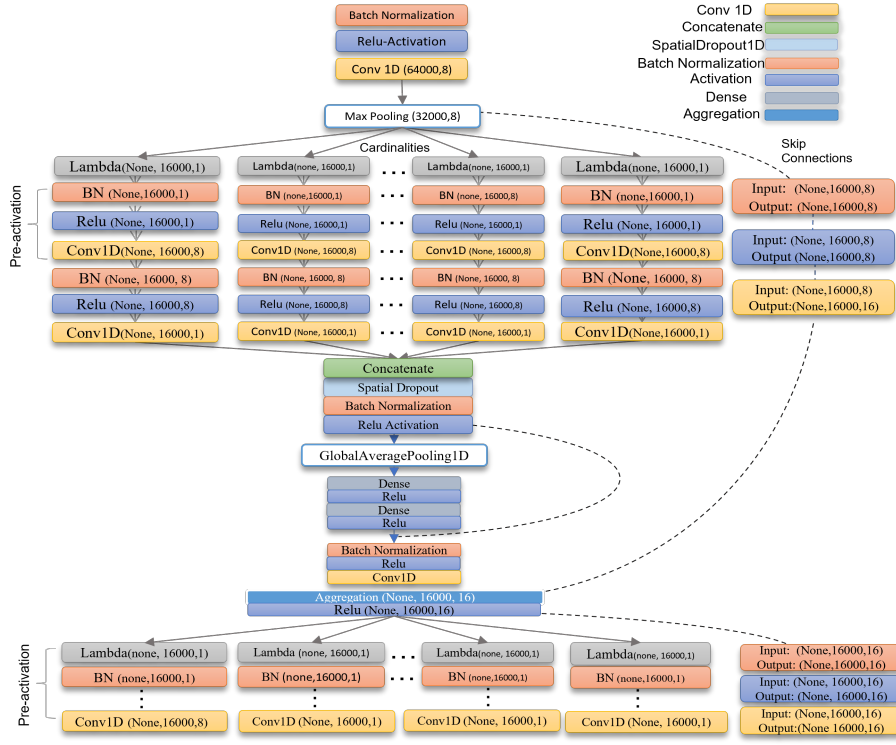 Batch Normalization
Relu-Activation
Conv 1D (64000,8)
Max Pooling (32000,8)
Conv 1D
Concatenate
SpatialDropout1D
Batch Normalization
Activation
Dense
Aggregation
Cardinalities
Skip
Connections
Pre-activation
Lambda(None, 16000,1)
BN (None,16000,1)
Relu (None, 16000,1)
Conv1D(None, 16000,8)
BN (None, 16000, 8)
Relu (None, 16000,8)
Conv1D(None, 16000,1)
Lambda(None, 16000,1)
BN (none,16000,1)
Relu (None, 16000,1)
Conv1D (None, 16000,8)
BN (None, 16000, 8)
Relu (None, 16000,8)
Conv1D (None, 16000,1)
Lambda(None, 16000,1)
BN (none,16000,8)
Relu (None,16000,1)
Conv1D (None, 16000,8)
BN (None, 16000, 8)
Relu (None, 16000,8)
Conv1D (None, 16000,1)
Lambda(None, 16000,1)
BN (none,16000,1)
Relu (None, 16000,1)
Conv1D(None,16000,8)
BN (None, 16000, 8)
Relu (None, 16000,8)
Conv1D(None,16000,1)
Input: (None,16000,8)
Output: (None,16000,8)
Input: (None, 16000,8)
Output (None,16000,8)
Input: (None,16000,8)
Output:(None,16000,16)
Concatenate
Spatial Dropout
Batch Normalization
Relu Activation
GlobalAveragePooling1D
Dense
Relu
Dense
Relu
Batch Normalization
Relu
Conv1D
Aggregation (None, 16000, 16)
Relu (None, 16000,16)
Pre-activation
Lambda(none, 16000,1)
BN (none,16000,1)
Conv1D (None,16000,8)
Lambda (none, 16000,1)
BN (none,16000,1)
Conv1D (None, 16000,1)
Lambda(none, 16000,1)
BN (none,16000,1)
Conv1D (None, 16000,1)
Lambda(none, 16000,1)
BN (none,16000,1)
Conv1D (None, 16000,1)
Input: (None,16000,16)
Output: (None,16000,16)
Input: (None, 16000,16)
Output: (None, 16000,16)
Input: (None,16000,16)
Output:(None 16000,16)